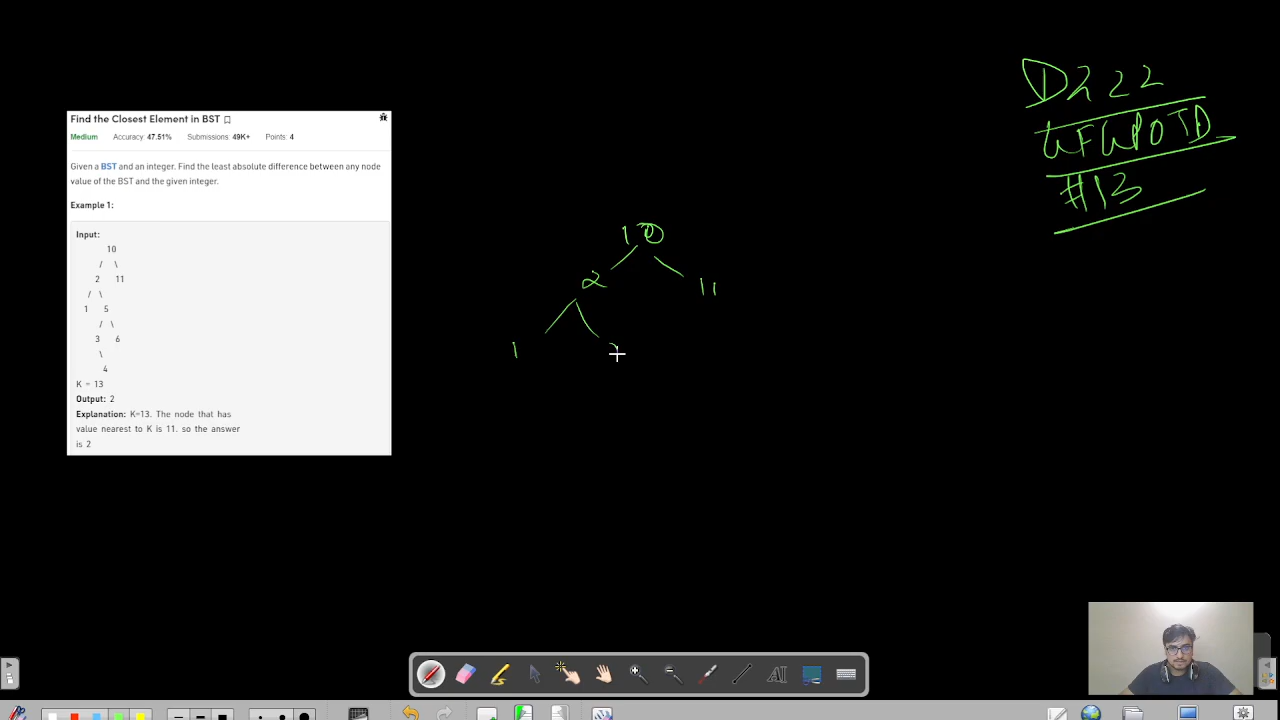 Find the Closest Element in BST
Medium Accuracy: 47.51% Submissions: 49K+ Points: 4
Given a BST and an integer. Find the least absolute difference between any node
value of the BST and the given integer.
Example 1:
Input:
10
/ \
2 11
/ \
1 5
/ \
3 6
\
4
K = 13
Output: 2
Explanation: K=13. The node that has
value nearest to K is 11. so the answer
is 2
10
2
11
1
D222
GFGPOTD
#13